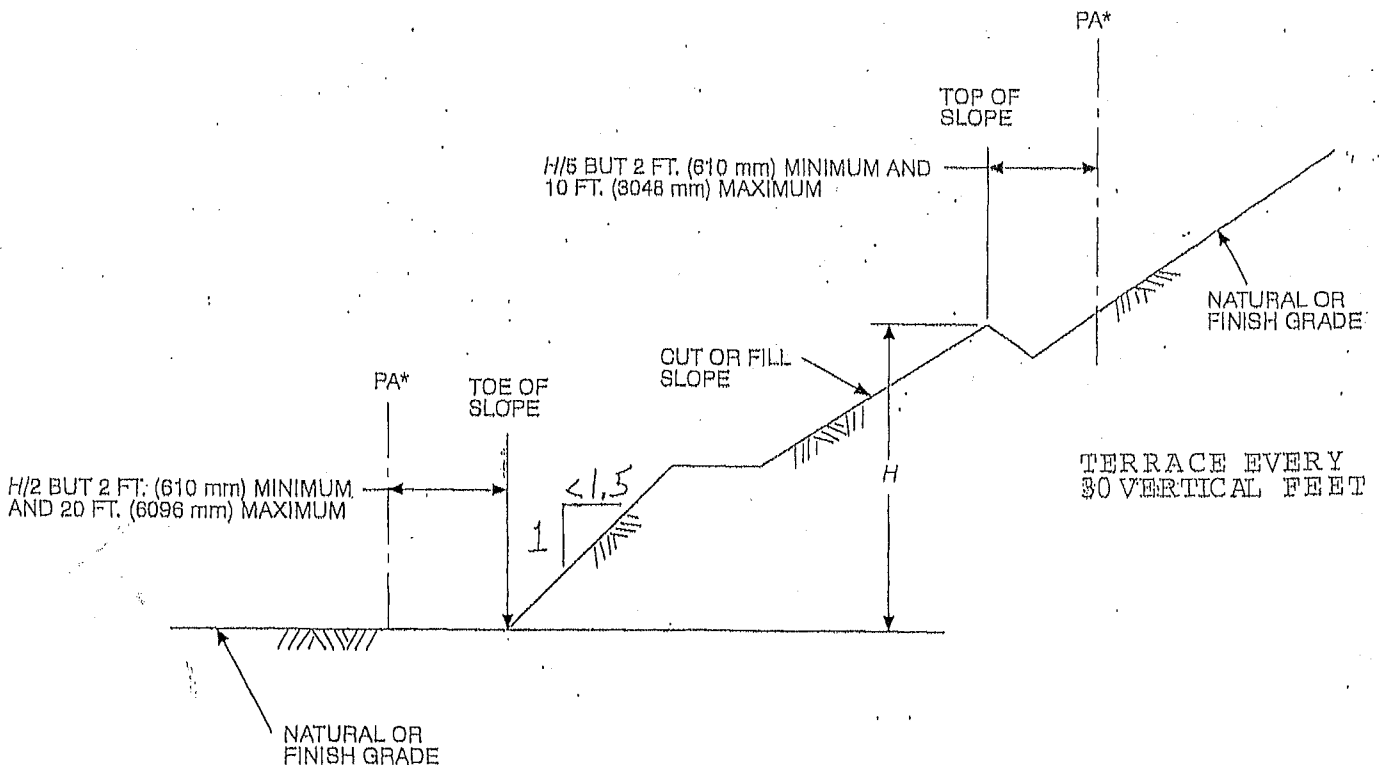 PA*
TOP OF
SLOPE
H/5 BUT 2 FT. (610 mm) MINIMUM AND
10 FT. (3048 mm) MAXIMUM
NATURAL OR
FINISH GRADE
CUT OR FILL
SLOPE
PA*
TOE OF
SLOPE
H
TERRACE EVERY
30 VERTICAL FEET
H/2 BUT 2 FT. (610 mm) MINIMUM
AND 20 FT. (6096 mm) MAXIMUM
<1.5
1
NATURAL OR
FINISH GRADE